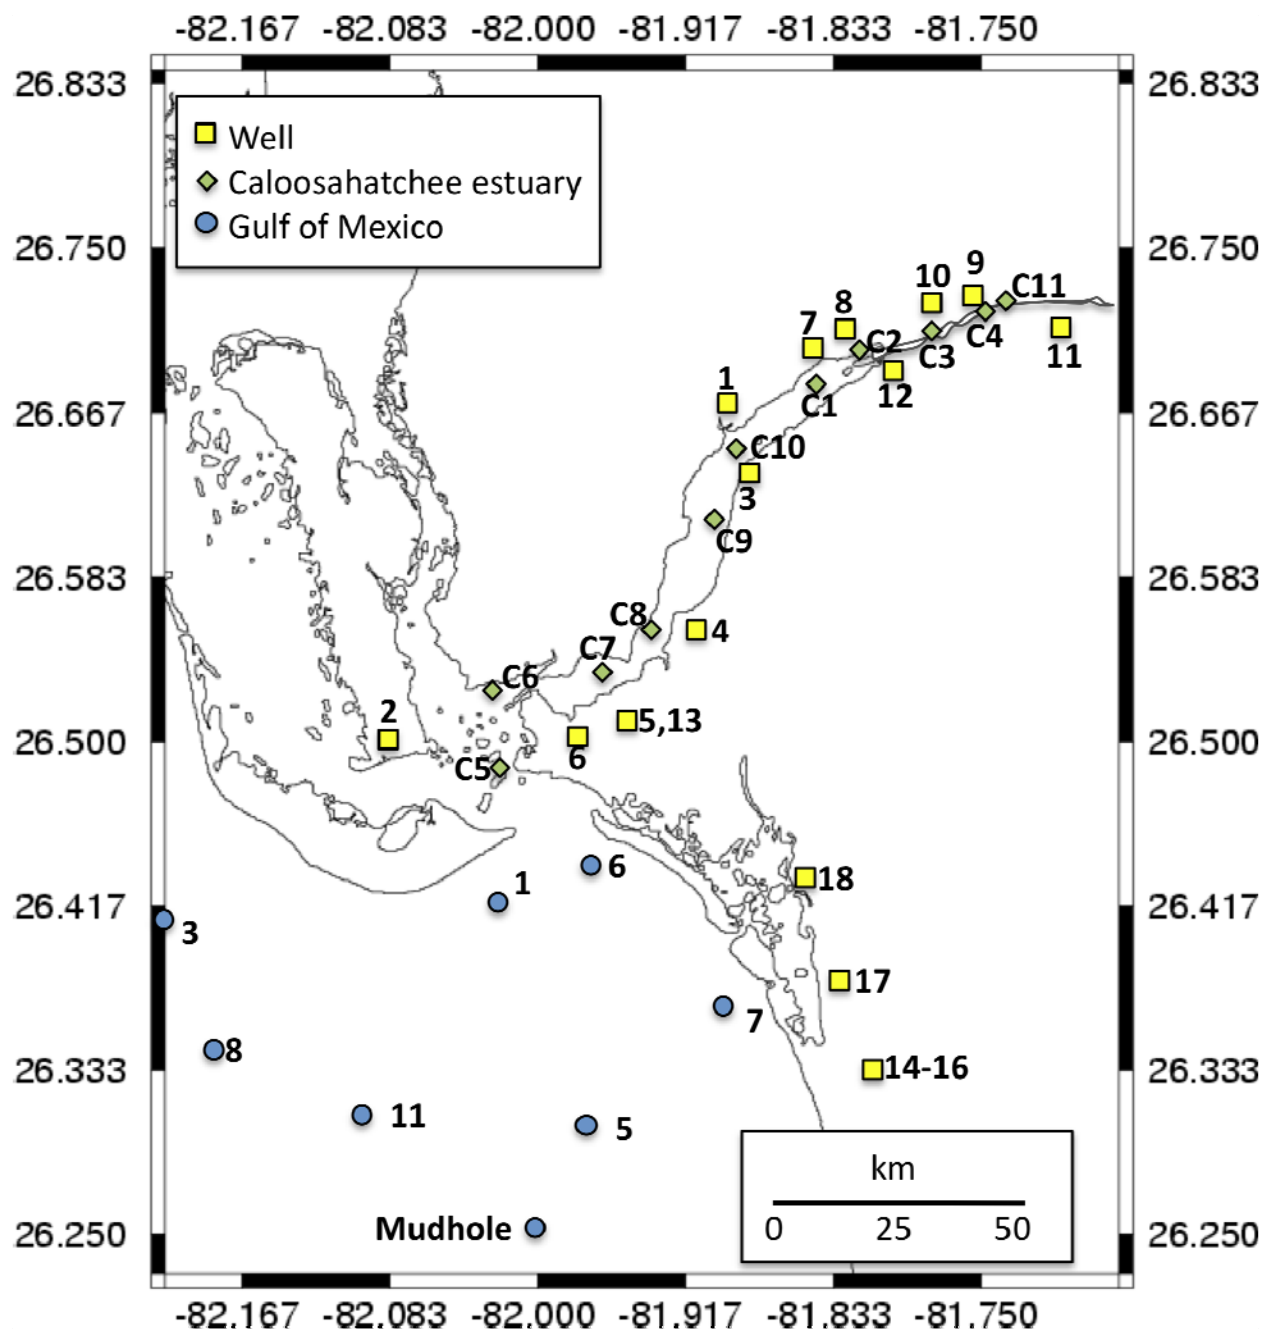 -82.167 -82.083 -82.000 -81.917 -81.833 -81.750
26.833 26.833
Well
Caloosahatchee estuary
Gulf of Mexico
26.750 26.750
9
10 C11
8
7 C2 C3 C4 11
12
1 C1
26.667 26.667
C10
3
C9
26.583 26.583
C8 4
C7
C6
2 5,13
26.500 26.500
6
C5
6 18
1
26.417 26.417
3
17
7
8
26.333 14-16 26.333
11 5
km
0 25 50
Mudhole
26.250 26.250
-82.167 -82.083 -82.000 -81.917 -81.833 -81.750